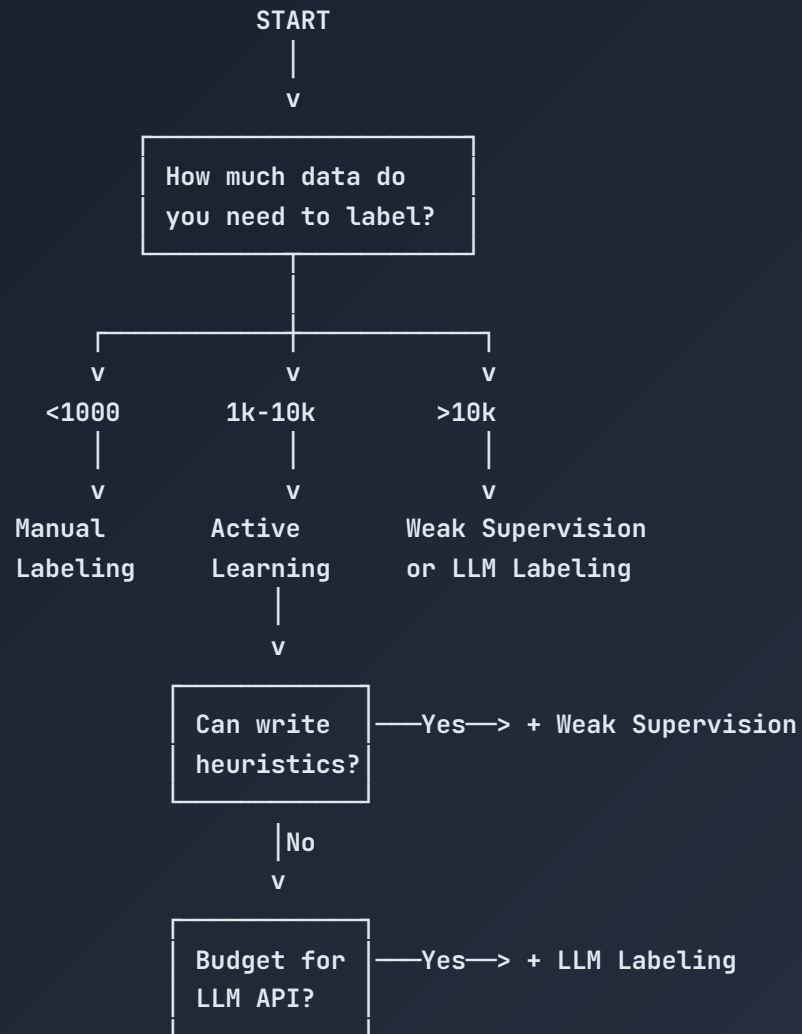 START
v
How much data do
you need to label?
v v v
<1000 1k-10k >10k
v v v
Manual Active Weak Supervision
Labeling Learning or LLM Labeling
v
Can write ───Yes──> + Weak Supervision
heuristics?
No
v
Budget for ───Yes──> + LLM Labeling
LLM API?